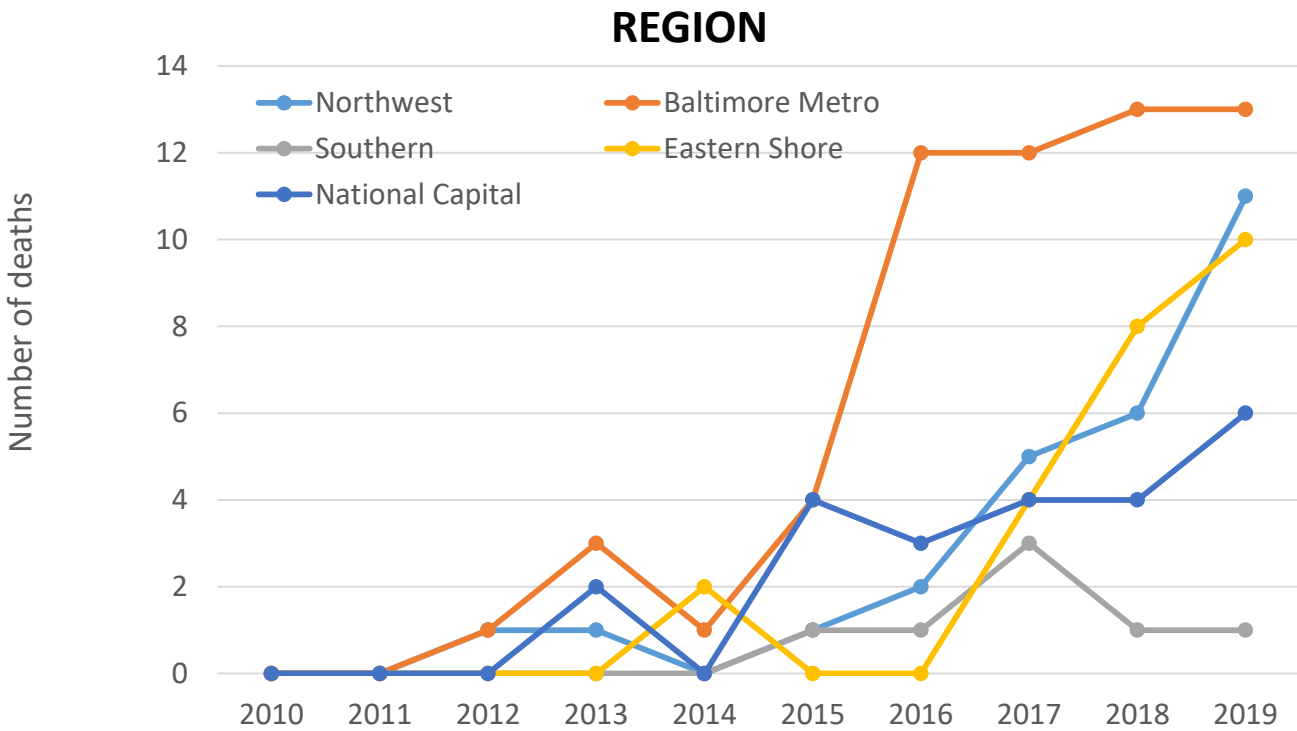 REGION
Number of deaths
14
12
10
8
6
4
2
0
Northwest
Baltimore Metro
Southern
Eastern Shore
National Capital
2010 2011 2012 2013 2014 2015 2016 2017 2018 2019